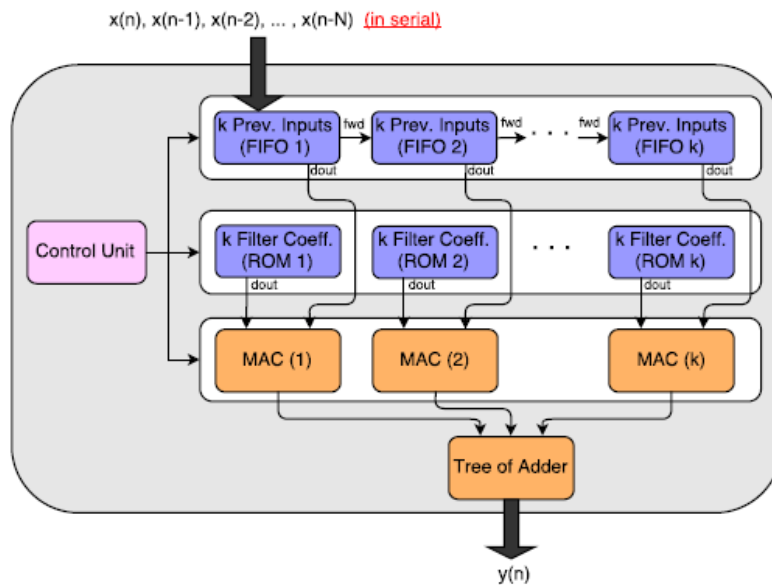 x(n), x(n-1), x(n-2), ... , x(n-N) (in serial)
k Prev. Inputs
(FIFO 1)
fwd
k Prev. Inputs
(FIFO 2)
fwd
. . .
fwd
k Prev. Inputs
(FIFO k)
dout
dout
dout
Control Unit
k Filter Coeff.
(ROM 1)
k Filter Coeff.
(ROM 2)
. . .
k Filter Coeff.
(ROM k)
dout
dout
dout
MAC (1)
MAC (2)
MAC (k)
Tree of Adder
y(n)